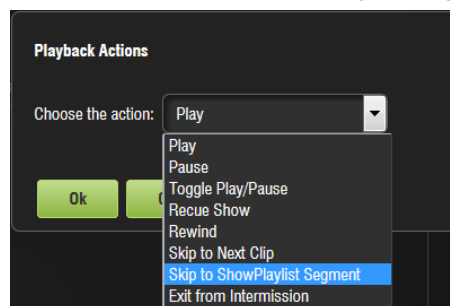 Playback Actions
Choose the action: Play
Play
Pause
Toggle Play/Pause
Recue Show
Rewind
Skip to Next Clip
Skip to ShowPlaylist Segment
Exit from Intermission
Ok